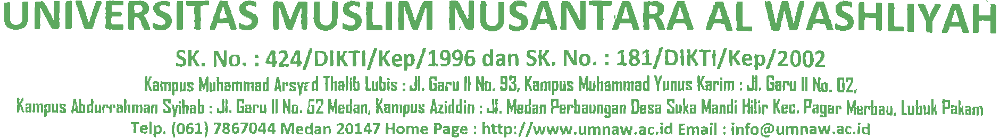 UNIVERSITAS MUSLIM NUSANTARA AL WASHLIYAH
SK. No. : 424/DIKTI/Kep/1996 dan SK. No. : 181/DIKTI/Kep/2002
Kampus Muhammad Arsyad Thalib Lubis : Jl. Garu II No. 93, Kampus Muhammad Yunus Karim : Jl. Garu II No. 02,
Kampus Abdurrahman Syihab : Jl. Garu II No. 52 Medan, Kampus Aziddin : Jl. Medan Perbaungan Desa Suka Mandi Hilir Kec. Pagar Merbau, Lubuk Pakam
Telp. (061) 7867044 Medan 20147 Home Page : http://www.umnaw.ac.id Email : info@umnaw.ac.id